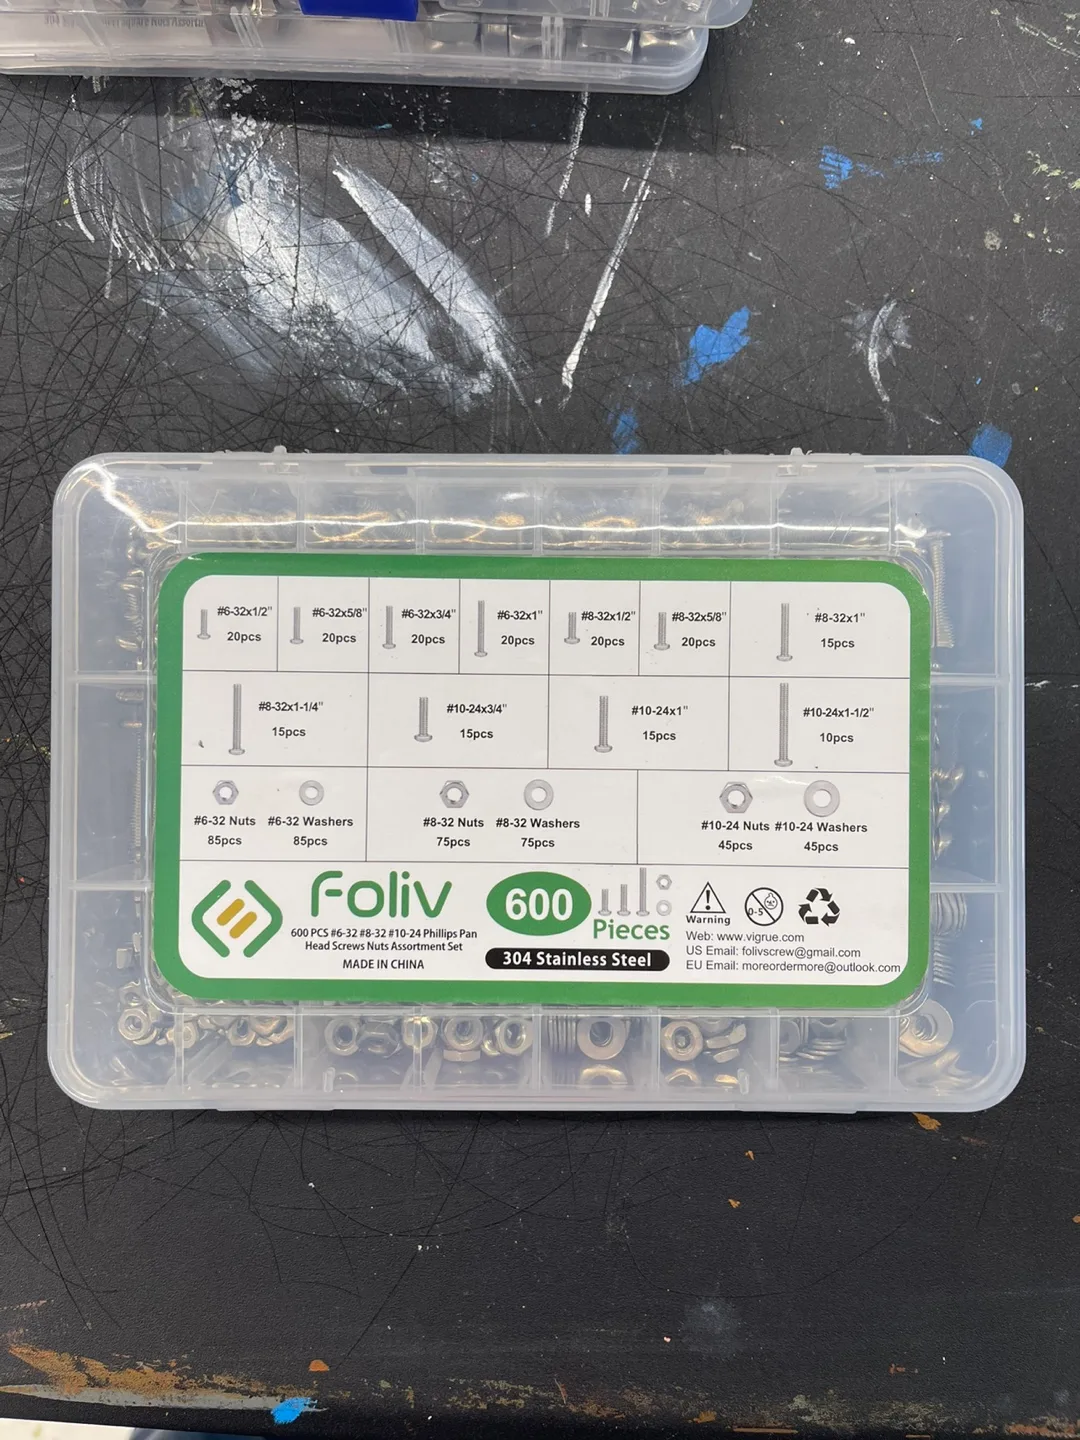 #6-32x1/2"
20pcs
#6-32x5/8"
20pcs
#6-32x3/4"
20pcs
#6-32x1"
20pcs
#8-32x1/2"
20pcs
#8-32x5/8"
20pcs
#8-32x1"
15pcs
#8-32x1-1/4"
15pcs
#10-24x3/4"
15pcs
#10-24x1"
15pcs
#10-24x1-1/2"
10pcs
#6-32 Nuts
85pcs
#6-32 Washers
85pcs
#8-32 Nuts
75pcs
#8-32 Washers
75pcs
#10-24 Nuts
45pcs
#10-24 Washers
45pcs
Foliv
600 PCS #6-32 #8-32 #10-24 Phillips Pan
Head Screws Nuts Assortment Set
MADE IN CHINA
600
Pieces
304 Stainless Steel
Warning
0-5
Web: www.vigrue.com
US Email: folivscrew@gmail.com
EU Email: moreordermore@outlook.com